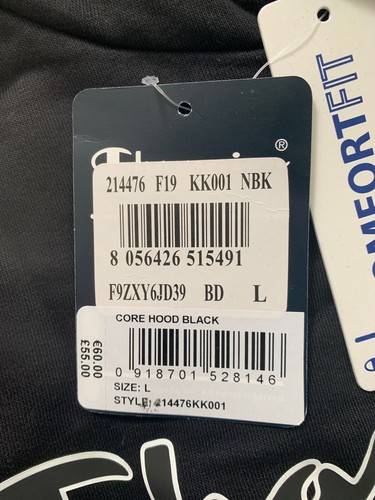 COMFORTFIT
®
214476 F19 KK001 NBK
8 056426 515491
F9ZXY6JD39 BD L
CORE HOOD BLACK
€60.00
£55.00
0 918701 528146
SIZE: L
STYLE: 214476KK001